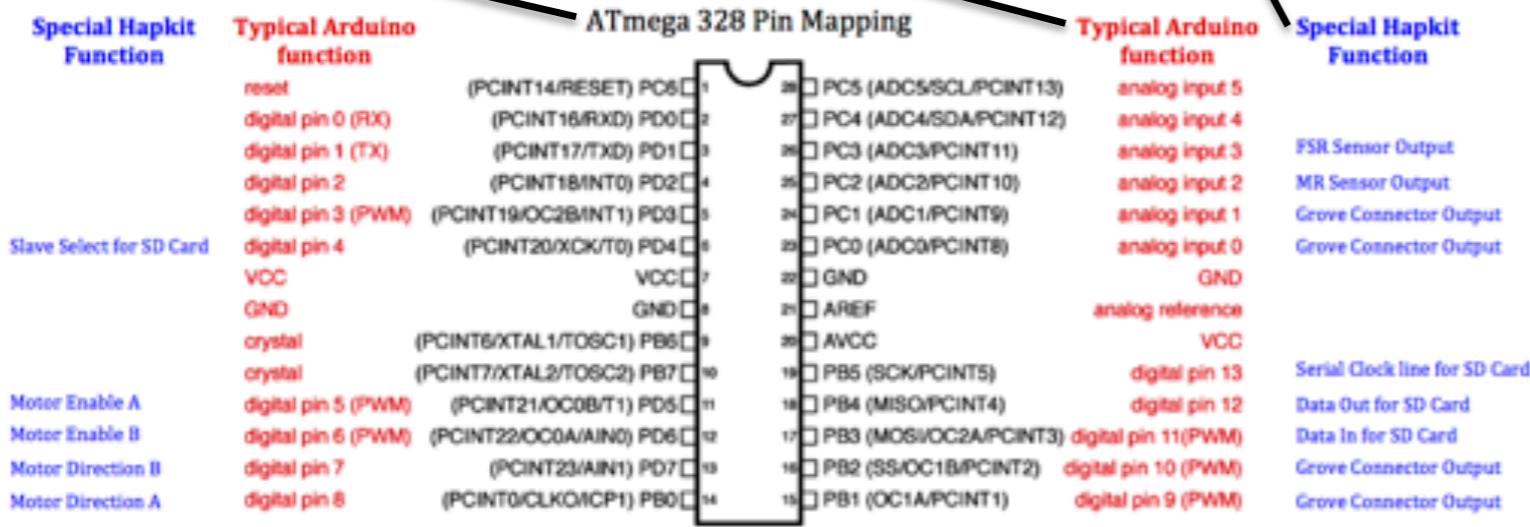 ATmega 328 Pin Mapping
Special Hapkit Function Typical Arduino function Typical Arduino function Special Hapkit Function
reset (PCINT14/RESET) PC6 1 28 PC5 (ADC5/SCL/PCINT13) analog input 5
digital pin 0 (RX) (PCINT16/RXD) PD0 2 27 PC4 (ADC4/SDA/PCINT12) analog input 4
digital pin 1 (TX) (PCINT17/TXD) PD1 3 26 PC3 (ADC3/PCINT11) analog input 3 FSR Sensor Output
digital pin 2 (PCINT18/INT0) PD2 4 25 PC2 (ADC2/PCINT10) analog input 2 MR Sensor Output
digital pin 3 (PWM) (PCINT19/OC2B/INT1) PD3 5 24 PC1 (ADC1/PCINT9) analog input 1 Grove Connector Output
Slave Select for SD Card digital pin 4 (PCINT20/XCK/T0) PD4 6 23 PC0 (ADC0/PCINT8) analog input 0 Grove Connector Output
VCC VCC 7 22 GND GND
GND GND 8 21 AREF analog reference
crystal (PCINT6/XTAL1/TOSC1) PB6 9 20 AVCC VCC
crystal (PCINT7/XTAL2/TOSC2) PB7 10 19 PB5 (SCK/PCINT5) digital pin 13 Serial Clock line for SD Card
Motor Enable A digital pin 5 (PWM) (PCINT21/OC0B/T1) PD5 11 18 PB4 (MISO/PCINT4) digital pin 12 Data Out for SD Card
Motor Enable B digital pin 6 (PWM) (PCINT22/OC0A/AIN0) PD6 12 17 PB3 (MOSI/OC2A/PCINT3) digital pin 11(PWM) Data In for SD Card
Motor Direction B digital pin 7 (PCINT23/AIN1) PD7 13 16 PB2 (SS/OC1B/PCINT2) digital pin 10 (PWM) Grove Connector Output
Motor Direction A digital pin 8 (PCINT0/CLKO/ICP1) PB0 14 15 PB1 (OC1A/PCINT1) digital pin 9 (PWM) Grove Connector Output